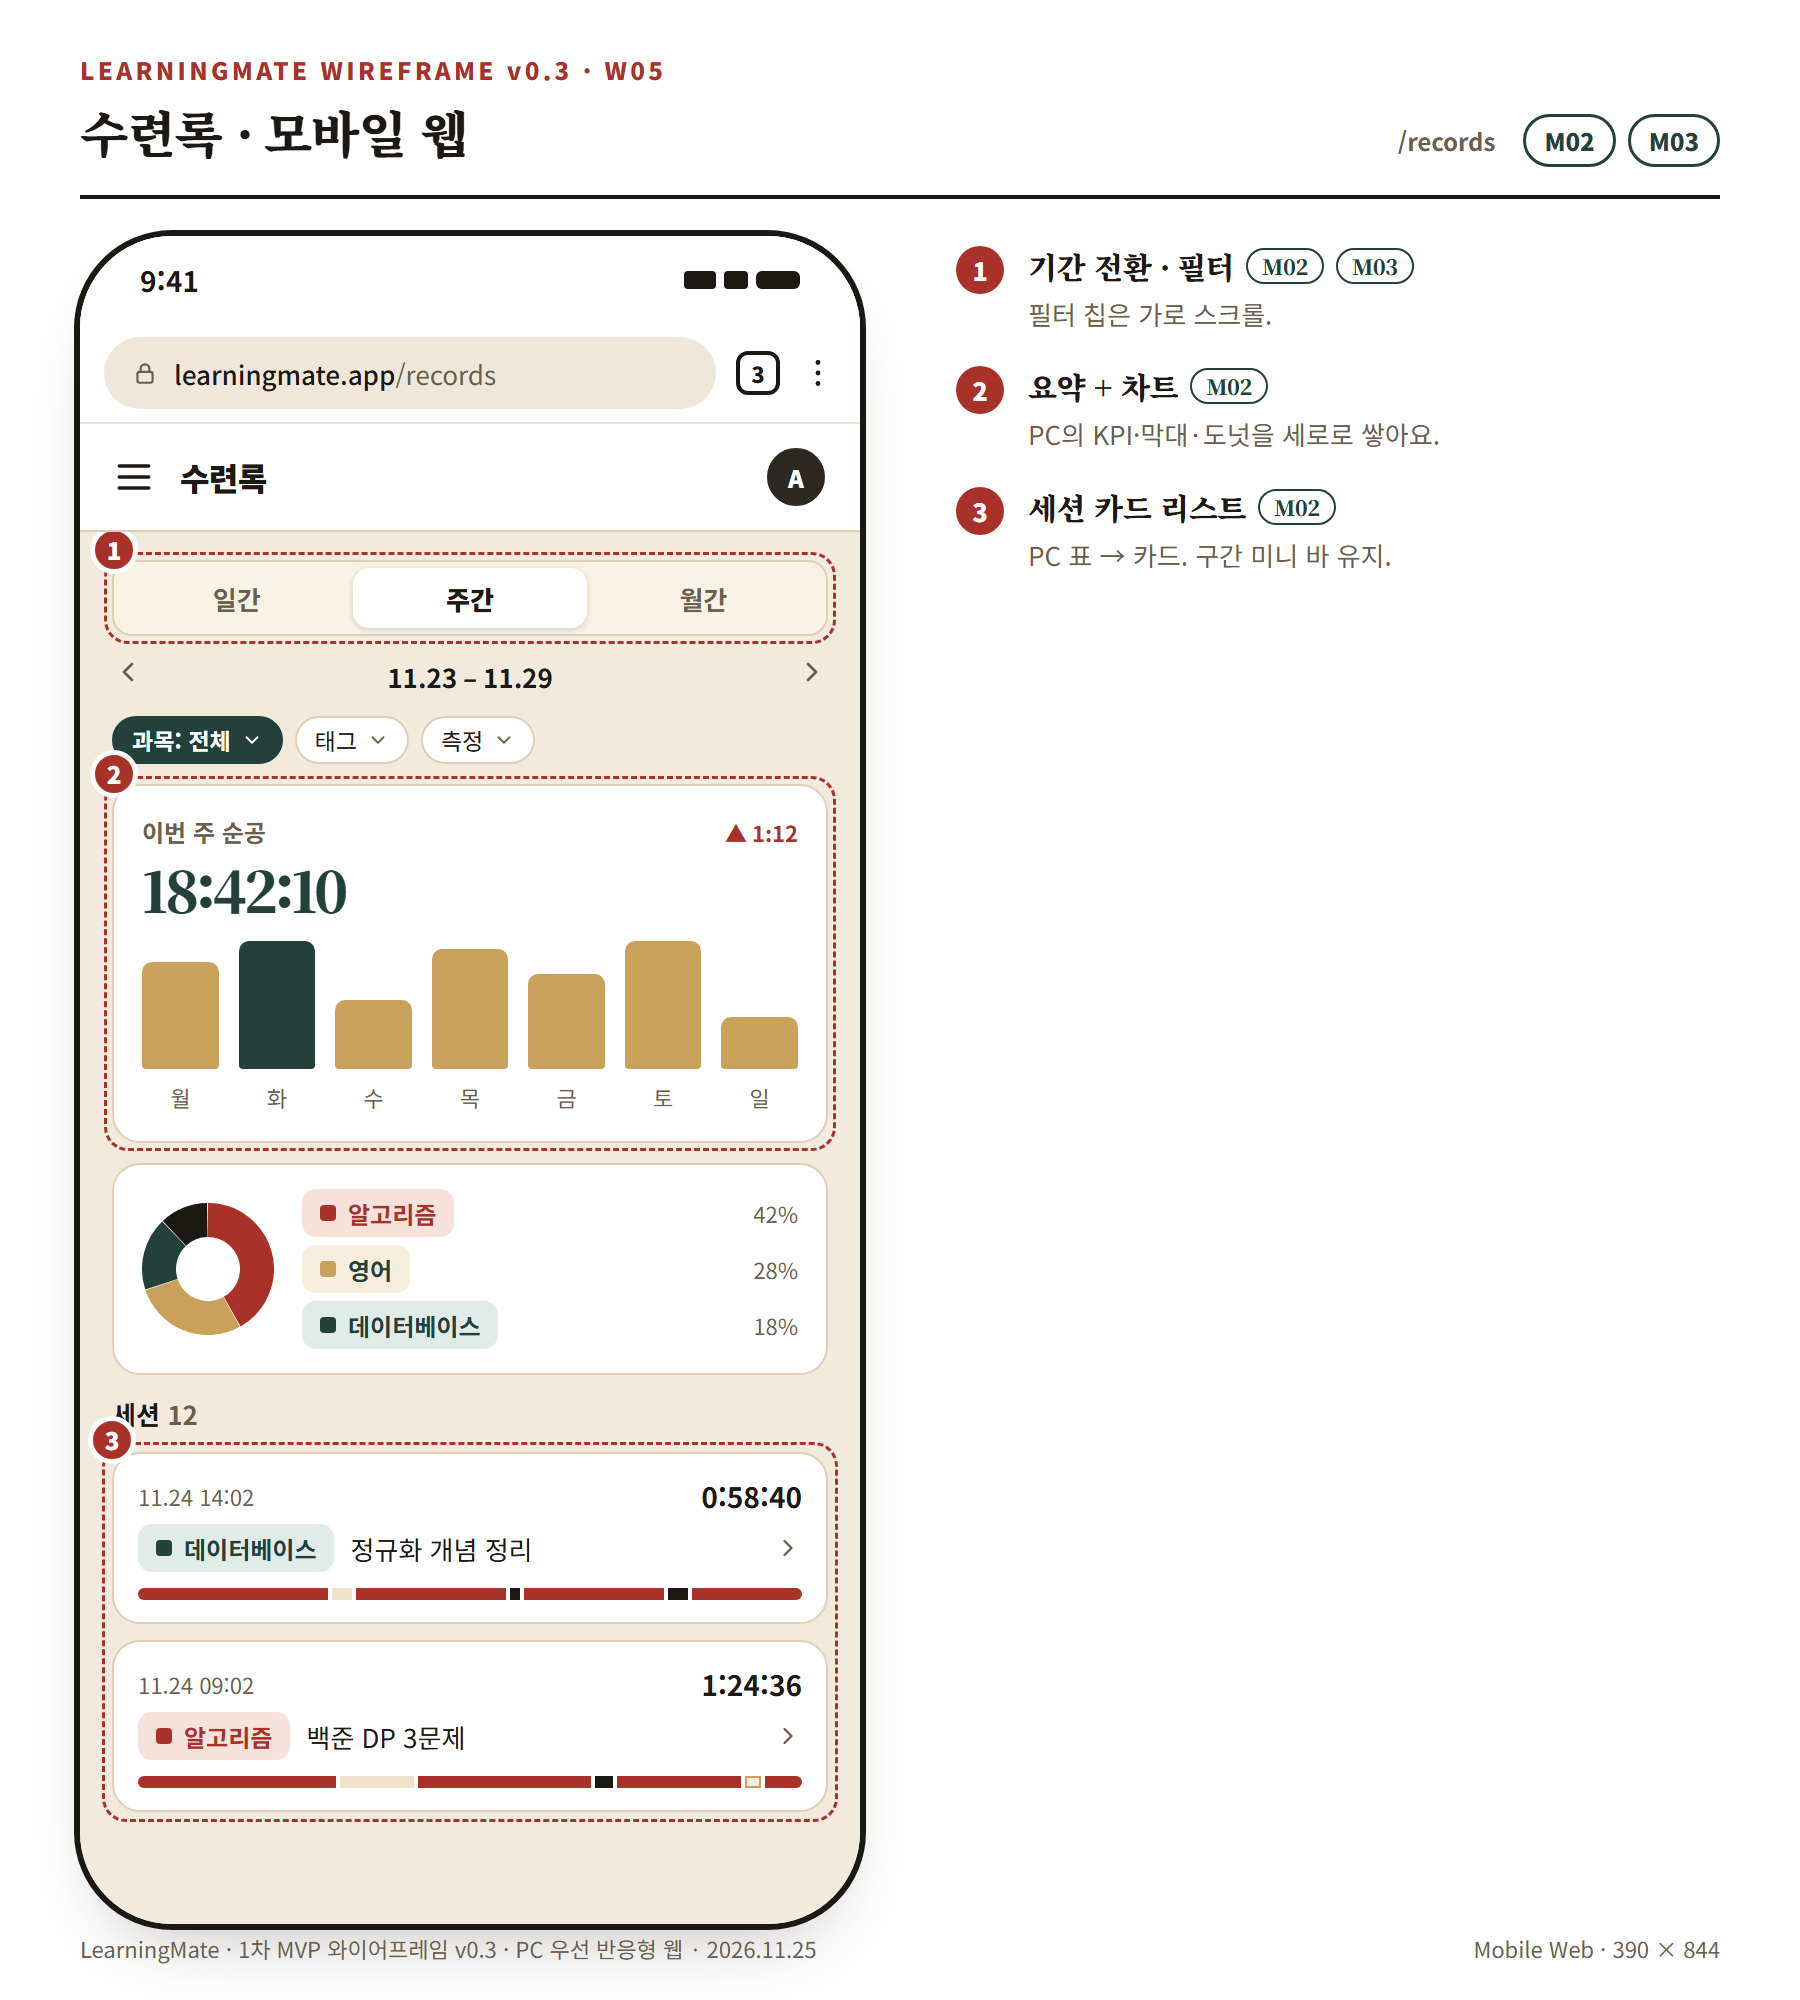 LEARNINGMATE WIREFRAME v0.3 · W05
수련록 · 모바일 웹
/records M02 M03
9:41
learningmate.app/records 3
수련록 A
1
일간 주간 월간
11.23 – 11.29
과목: 전체 태그 측정
2
이번 주 순공 ▲ 1:12
18:42:10
월 화 수 목 금 토 일
알고리즘 42%
영어 28%
데이터베이스 18%
세션 12
3
11.24 14:02 0:58:40
데이터베이스 정규화 개념 정리
11.24 09:02 1:24:36
알고리즘 백준 DP 3문제
1 기간 전환 · 필터 M02 M03
필터 칩은 가로 스크롤.
2 요약 + 차트 M02
PC의 KPI·막대·도넛을 세로로 쌓아요.
3 세션 카드 리스트 M02
PC 표 → 카드. 구간 미니 바 유지.
LearningMate · 1차 MVP 와이어프레임 v0.3 · PC 우선 반응형 웹 · 2026.11.25
Mobile Web · 390 × 844